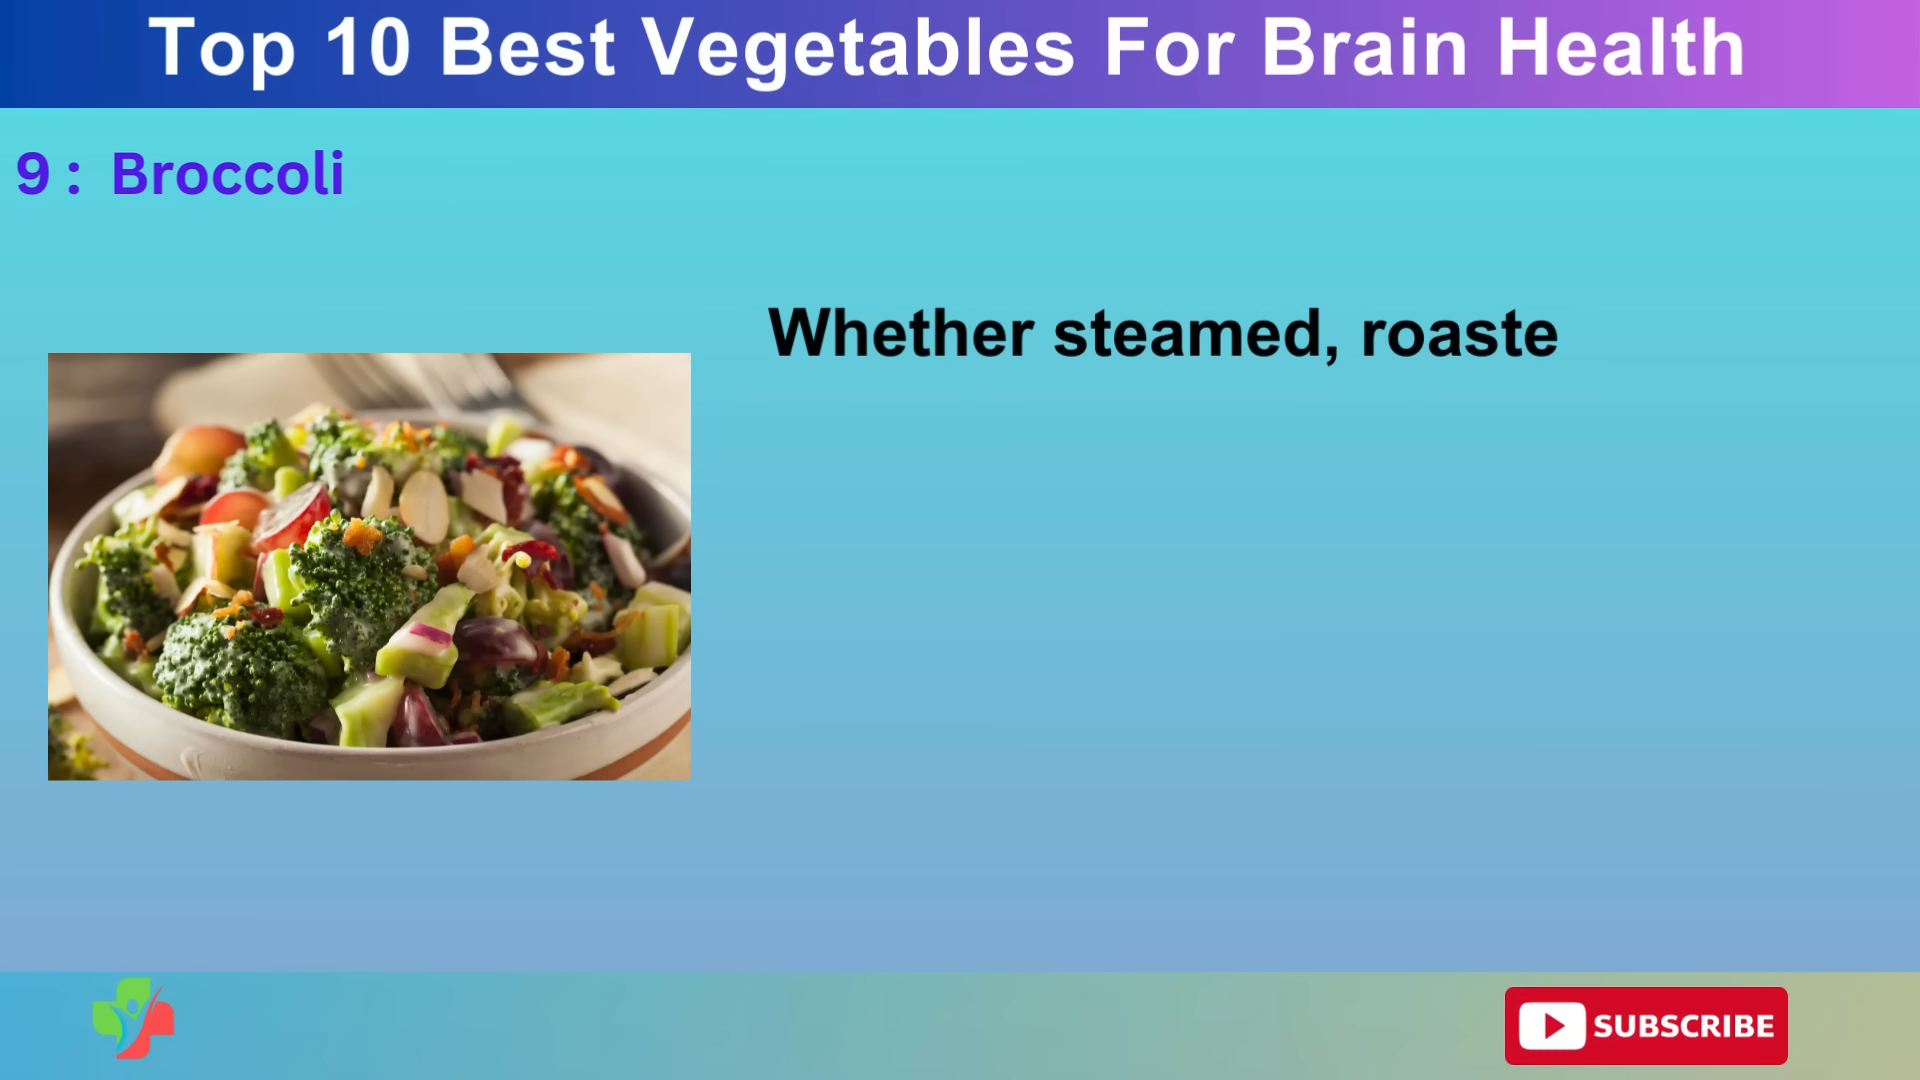 Top 10 Best Vegetables For Brain Health
9 : Broccoli
Whether steamed, roaste
SUBSCRIBE